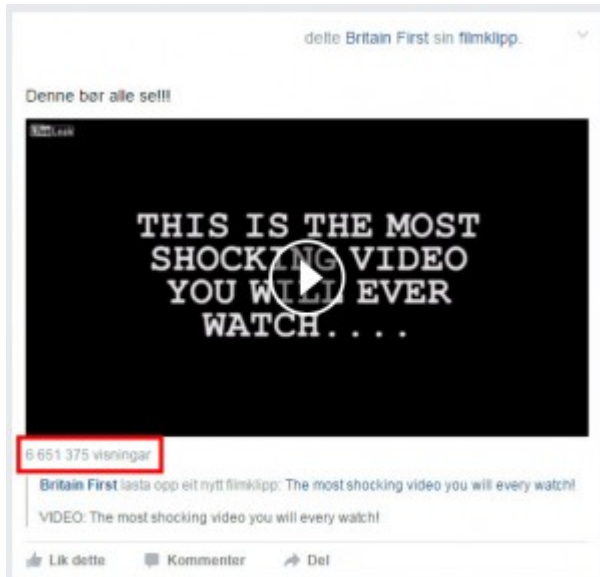 delte Britain First sin filmklipp.
Denne bør alle se!!!
LiveLeak
THIS IS THE MOST
SHOCKING VIDEO
YOU WILL EVER
WATCH....
6 651 375 visningar
Britain First lasta opp eit nytt filmklipp: The most shocking video you will every watch!
VIDEO: The most shocking video you will every watch!
Lik dette Kommenter Del